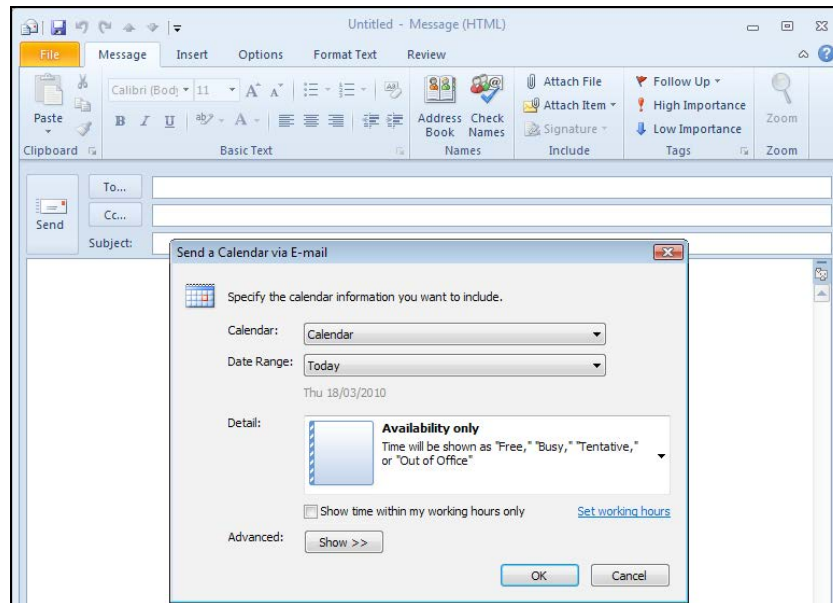 Untitled - Message (HTML)
File Message Insert Options Format Text Review
Paste
Clipboard
Calibri (Body 11
A A
B I U aby A
Basic Text
Address Book
Check Names
Names
Attach File
Attach Item
Signature
Include
Follow Up
High Importance
Low Importance
Tags
Zoom
Zoom
Send
To...
Cc...
Subject:
Send a Calendar via E-mail
Specify the calendar information you want to include.
Calendar: Calendar
Date Range: Today
Thu 18/03/2010
Detail: Availability only
Time will be shown as "Free," "Busy," "Tentative,"
or "Out of Office"
Show time within my working hours only Set working hours
Advanced: Show >>
OK Cancel